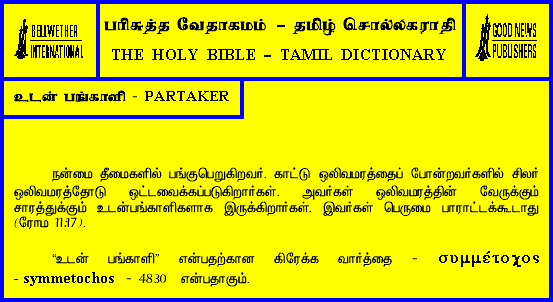 BELLWETHER
INTERNATIONAL
பரிசுத்த வேதாகமம் – தமிழ் சொல்லகராதி
THE HOLY BIBLE – TAMIL DICTIONARY
GOOD NEWS
PUBLISHERS
உடன் பங்காளி - PARTAKER
நன்மை தீமைகளில் பங்குபெறுகிறவர். காட்டு ஒலிவமரத்தைப் போன்றவர்களில் சிலர்
ஒலிவமரத்தோடு ஒட்டவைக்கப்படுகிறார்கள். அவர்கள் ஒலிவமரத்தின் வேருக்கும்
சாரத்துக்கும் உடன்பங்காளிகளாக இருக்கிறார்கள். இவர்கள் பெருமை பாராட்டக்கூடாது
(ரோம 11:17).
“உடன் பங்காளி” என்பதற்கான கிரேக்க வார்த்தை - συμμέτοχος
- symmetochos - 4830 என்பதாகும்.